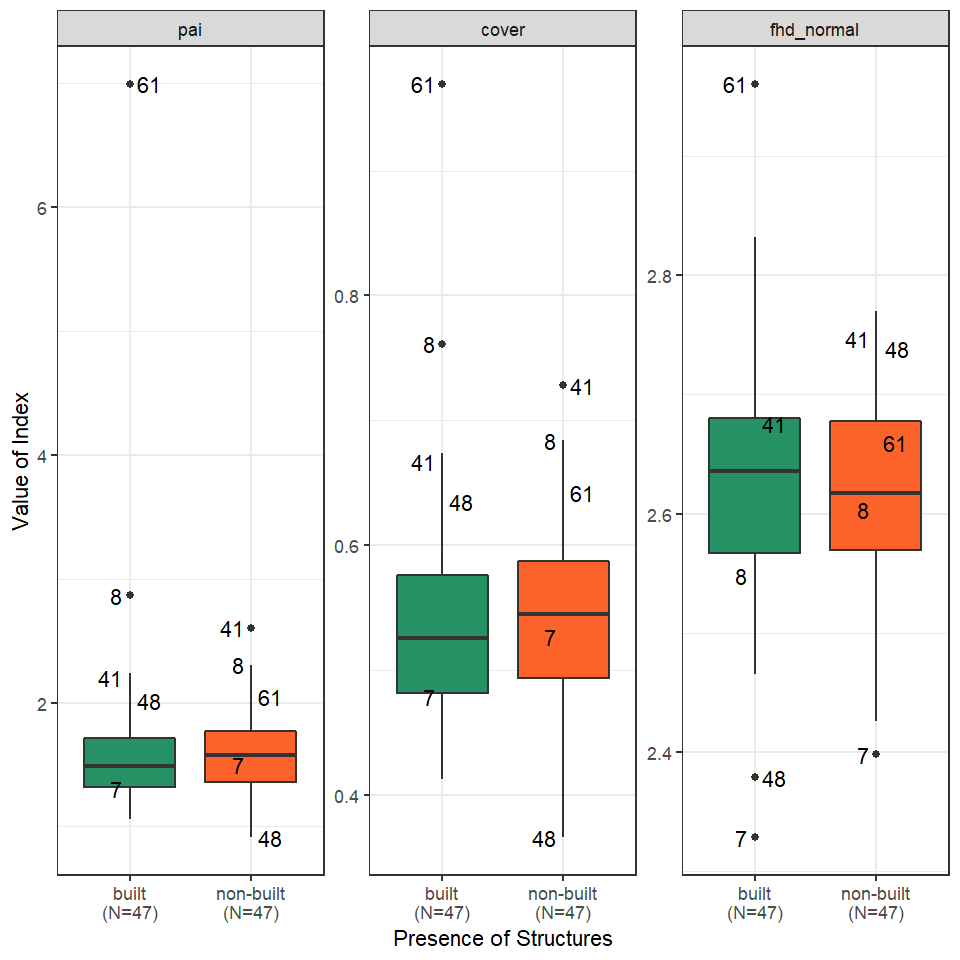 pai
cover
fhd_normal
Value of Index
6
4
2
61
8
41
48
7
41
8
61
7
48
built
(N=47)
non-built
(N=47)
0.8
0.6
0.4
61
8
41
48
7
41
8
61
7
48
built
(N=47)
non-built
(N=47)
2.8
2.6
2.4
61
41
8
48
7
41
48
61
8
7
built
(N=47)
non-built
(N=47)
Presence of Structures